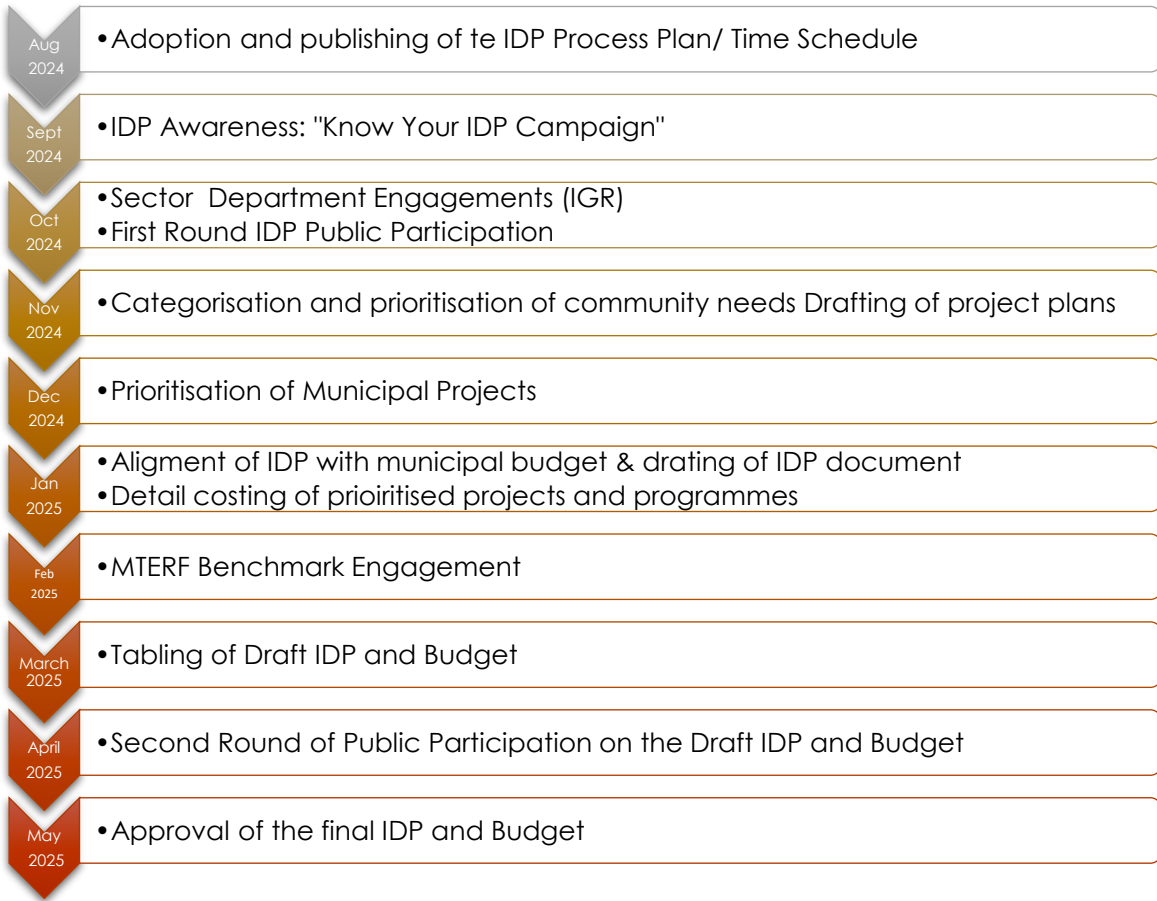 Aug
2024
•Adoption and publishing of te IDP Process Plan/ Time Schedule
Sept
2024
•IDP Awareness: "Know Your IDP Campaign"
Oct
2024
•Sector Department Engagements (IGR)
•First Round IDP Public Participation
Nov
2024
•Categorisation and prioritisation of community needs Drafting of project plans
Dec
2024
•Prioritisation of Municipal Projects
Jan
2025
•Aligment of IDP with municipal budget & drating of IDP document
•Detail costing of prioiritised projects and programmes
Feb
2025
•MTERF Benchmark Engagement
March
2025
•Tabling of Draft IDP and Budget
April
2025
•Second Round of Public Participation on the Draft IDP and Budget
May
2025
•Approval of the final IDP and Budget